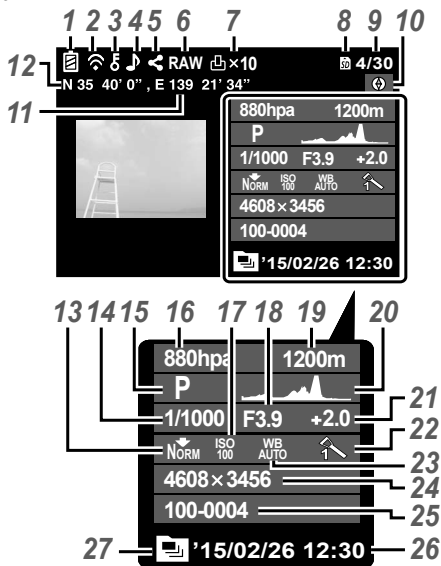 1 2 3 4 5 6 7 8 9 10
RAW ×10 SD 4/30
12 N 35 40' 0", E 139 21' 34"
11
880hpa 1200m
P
1/1000 F3.9 +2.0
NORM ISO 100 WB AUTO 1
4608×3456
100-0004
'15/02/26 12:30
13 14 15 16 17 18 19 20
880hpa 1200m
P
1/1000 F3.9 +2.0 21
NORM ISO 100 WB AUTO 1 22
23
4608×3456 24
100-0004 25
27 '15/02/26 12:30 26